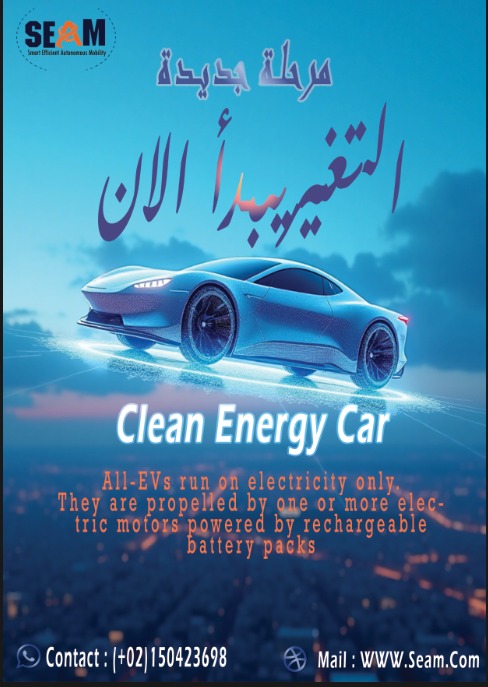 SEAM
Smart Efficient Autonomous Mobility
مرحلة جديدة
التغيير يبدأ الان
Clean Energy Car
All-EVs run on electricity only.
They are propelled by one or more elec-
tric motors powered by rechargeable
battery packs
Contact : (+02)150423698
Mail : WWW.Seam.Com